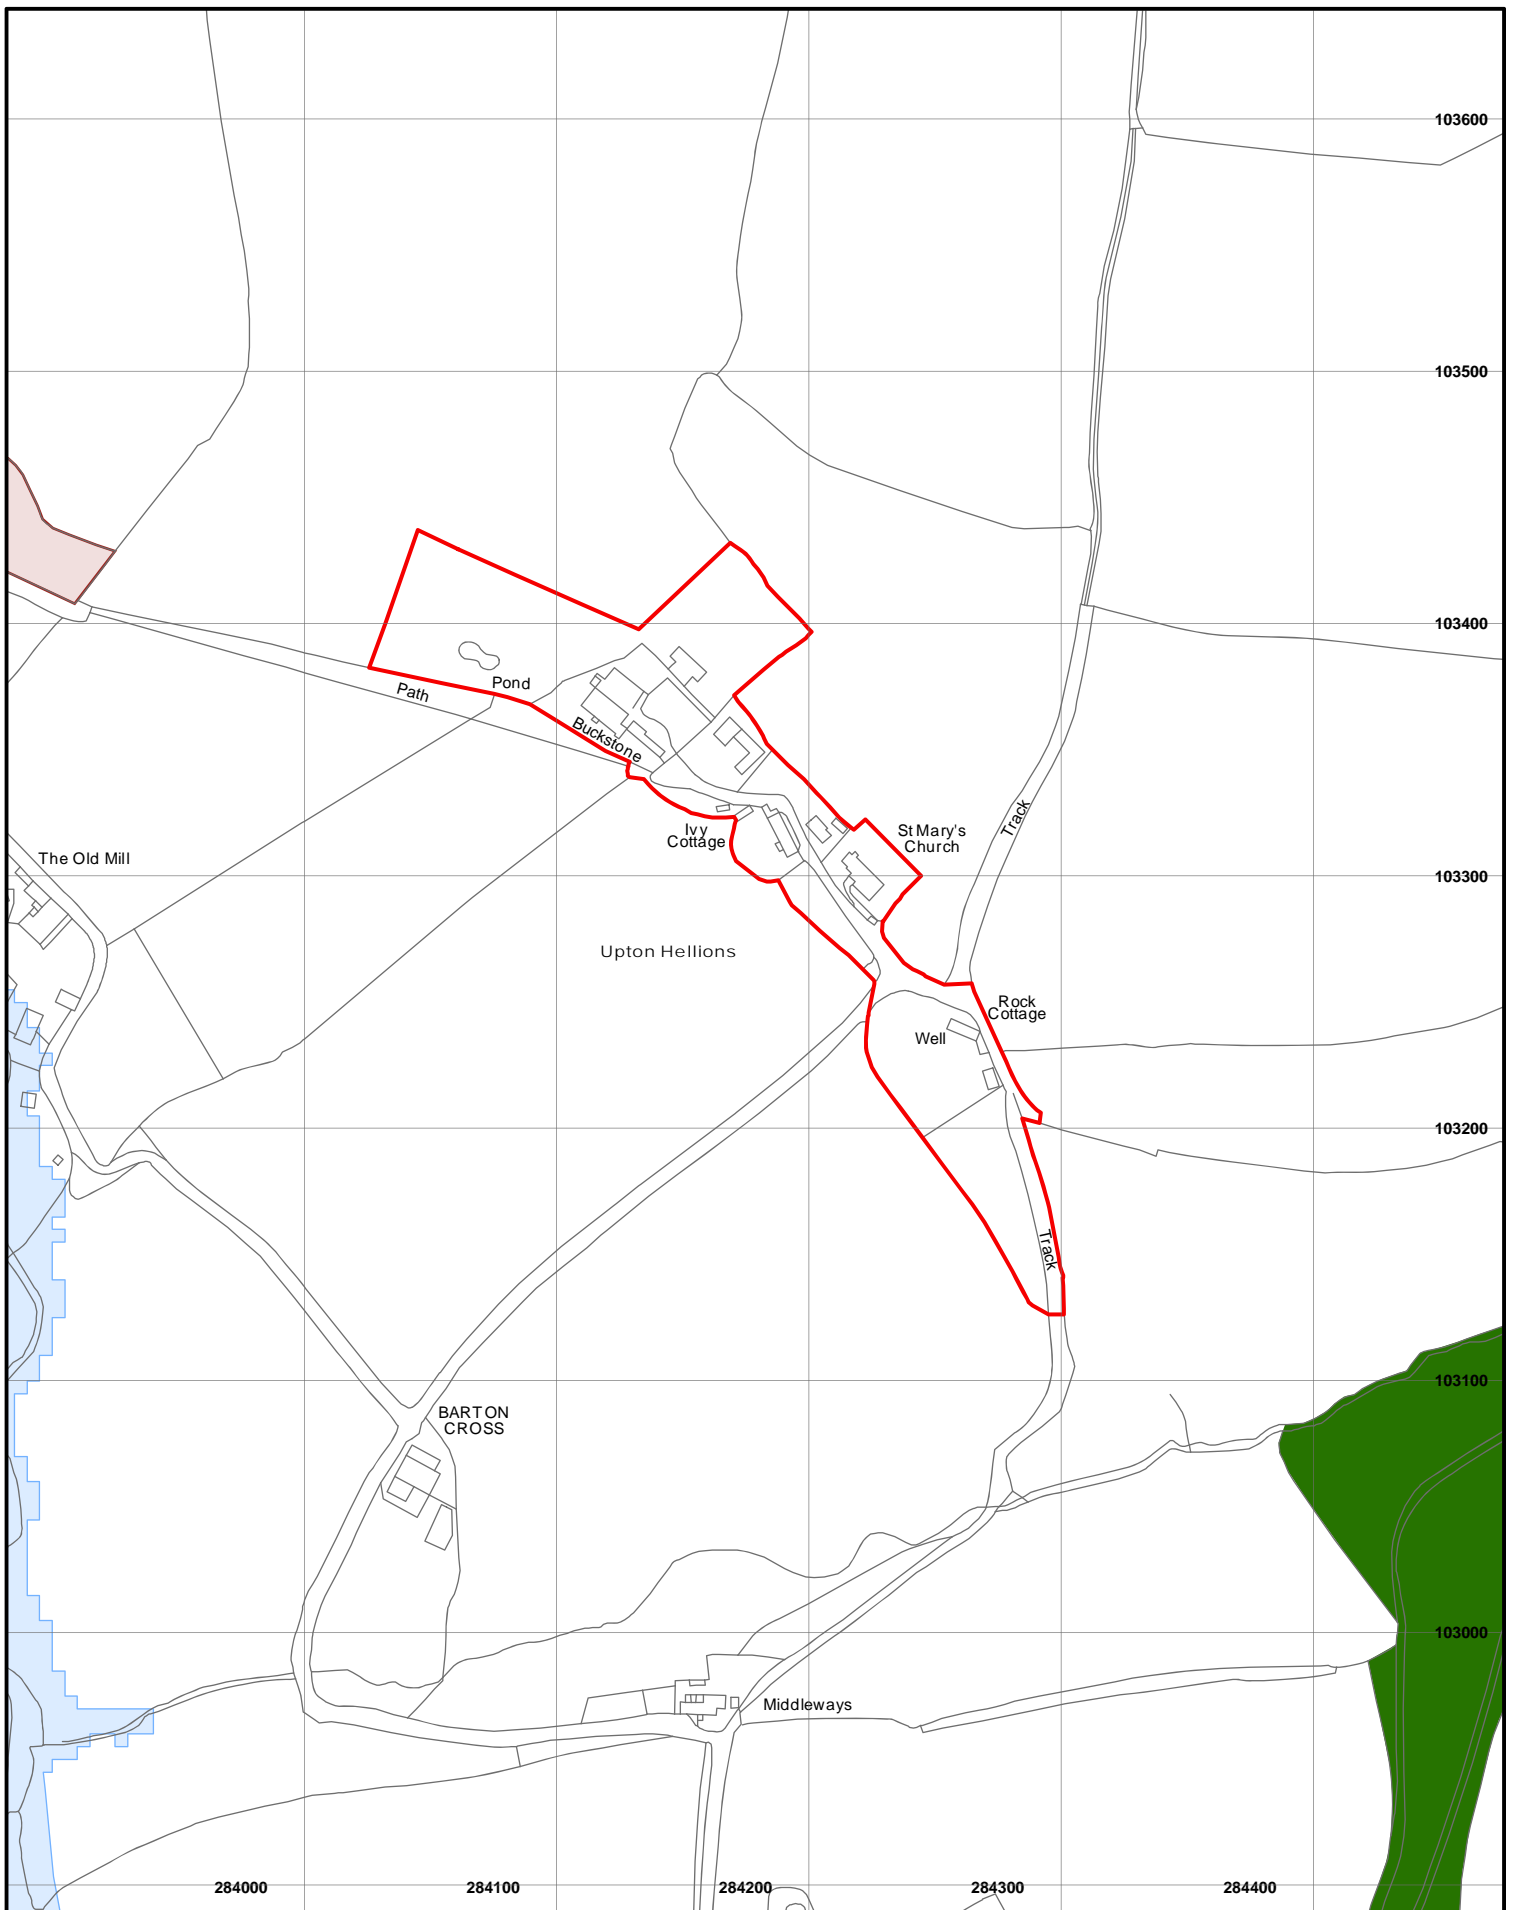 103600
103500
103400
Pond
Path
Buckstone
Ivy
Cottage
St Mary's
Church
Track
The Old Mill
103300
Upton Hellions
Rock
Cottage
Well
103200
Track
103100
BARTON
CROSS
103000
Middleways
284000
284100
284200
284300
284400